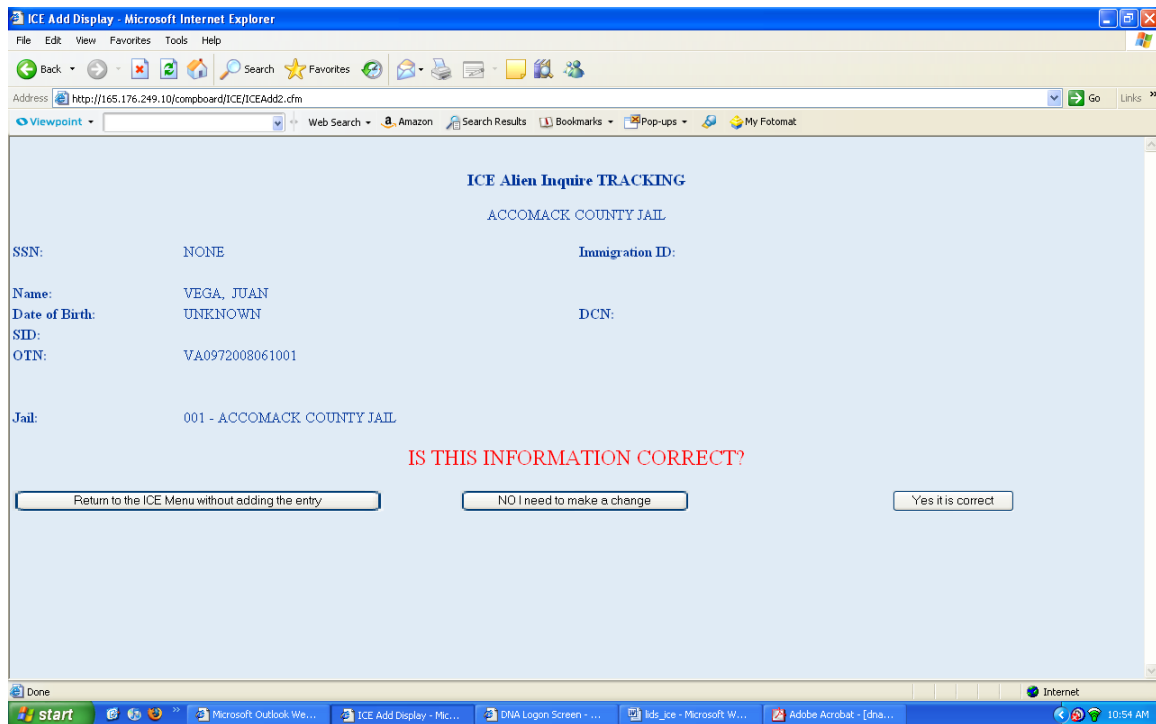 ICE Add Display - Microsoft Internet Explorer
File Edit View Favorites Tools Help
Back Search Favorites
Address http://165.176.249.10/compboard/ICE/ICEAdd2.cfm Go Links »
Viewpoint Web Search Amazon Search Results Bookmarks Pop-ups My Fotomat
ICE Alien Inquire TRACKING
ACCOMACK COUNTY JAIL
SSN: NONE Immigration ID:
Name: VEGA, JUAN
Date of Birth: UNKNOWN DCN:
SID:
OTN: VA0972008061001
Jail: 001 - ACCOMACK COUNTY JAIL
IS THIS INFORMATION CORRECT?
Return to the ICE Menu without adding the entry NO I need to make a change Yes it is correct
Done Internet
start » Microsoft Outlook We... ICE Add Display - Mic... DNA Logon Screen - ... lids_ice - Microsoft W... Adobe Acrobat - [dna... 10:54 AM